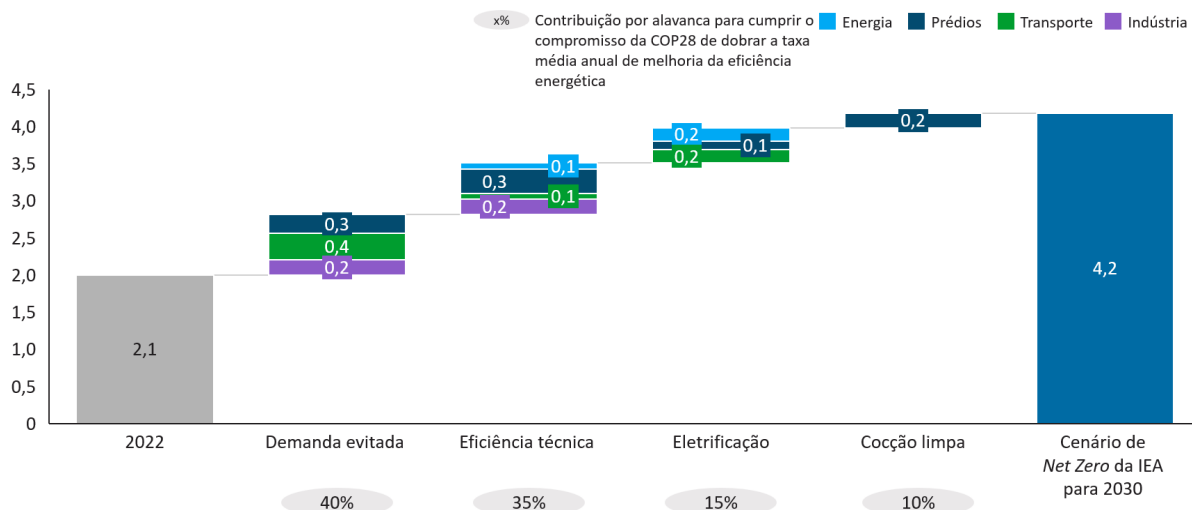 x%
Contribuição por alavanca para cumprir o
compromisso da COP28 de dobrar a taxa
média anual de melhoria da eficiência
energética
Energia
Prédios
Transporte
Indústria
4,5
4,0
3,5
3,0
2,5
2,0
1,5
1,0
0,5
0
2,1
0,3
0,4
0,2
0,1
0,3
0,1
0,2
0,2
0,1
0,2
0,2
4,2
2022
Demanda evitada
Eficiência técnica
Eletrificação
Cocção limpa
Cenário de
Net Zero da IEA
para 2030
40%
35%
15%
10%